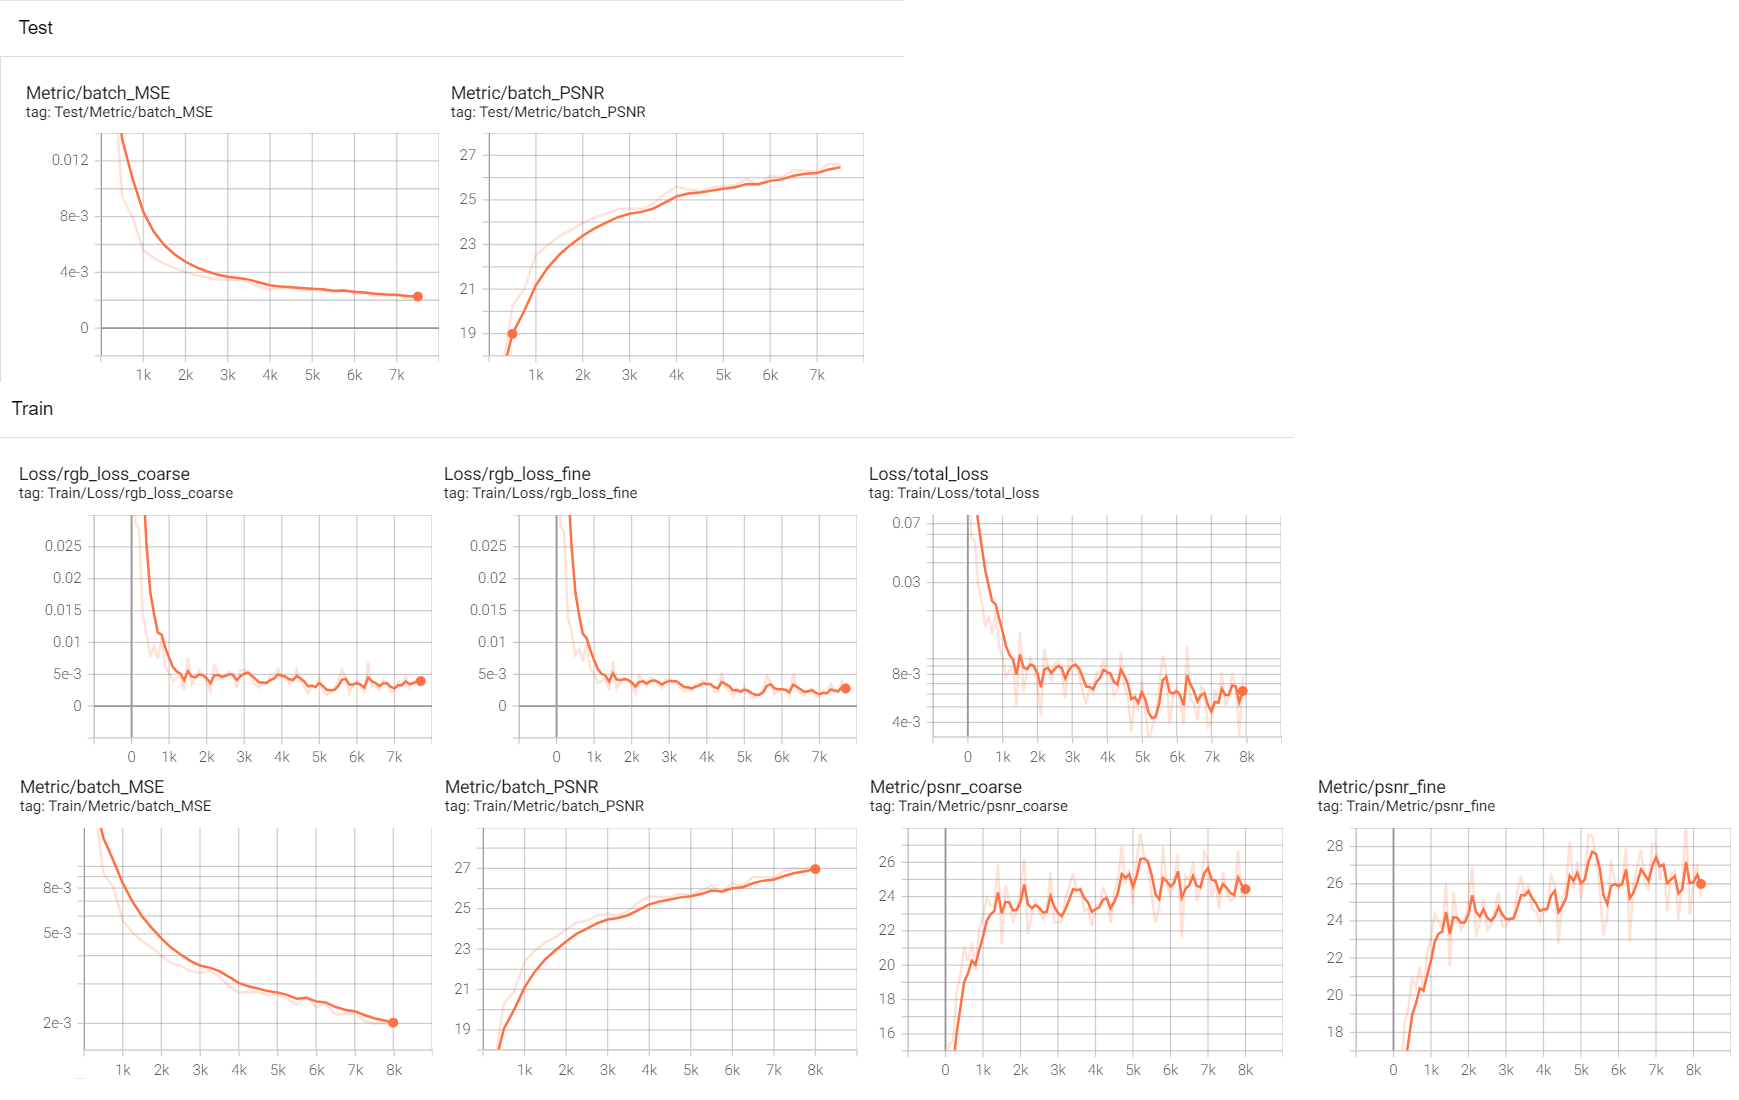 Test
Metric/batch_MSE
tag: Test/Metric/batch_MSE
0.012
8e-3
4e-3
0
1k 2k 3k 4k 5k 6k 7k
Metric/batch_PSNR
tag: Test/Metric/batch_PSNR
27
25
23
21
19
1k 2k 3k 4k 5k 6k 7k
Train
Loss/rgb_loss_coarse
tag: Train/Loss/rgb_loss_coarse
0.025
0.02
0.015
0.01
5e-3
0
0 1k 2k 3k 4k 5k 6k 7k
Loss/rgb_loss_fine
tag: Train/Loss/rgb_loss_fine
0.025
0.02
0.015
0.01
5e-3
0
0 1k 2k 3k 4k 5k 6k 7k
Loss/total_loss
tag: Train/Loss/total_loss
0.07
0.03
8e-3
4e-3
0 1k 2k 3k 4k 5k 6k 7k 8k
Metric/batch_MSE
tag: Train/Metric/batch_MSE
8e-3
5e-3
2e-3
1k 2k 3k 4k 5k 6k 7k 8k
Metric/batch_PSNR
tag: Train/Metric/batch_PSNR
27
25
23
21
19
1k 2k 3k 4k 5k 6k 7k 8k
Metric/psnr_coarse
tag: Train/Metric/psnr_coarse
26
24
22
20
18
16
0 1k 2k 3k 4k 5k 6k 7k 8k
Metric/psnr_fine
tag: Train/Metric/psnr_fine
28
26
24
22
20
18
0 1k 2k 3k 4k 5k 6k 7k 8k